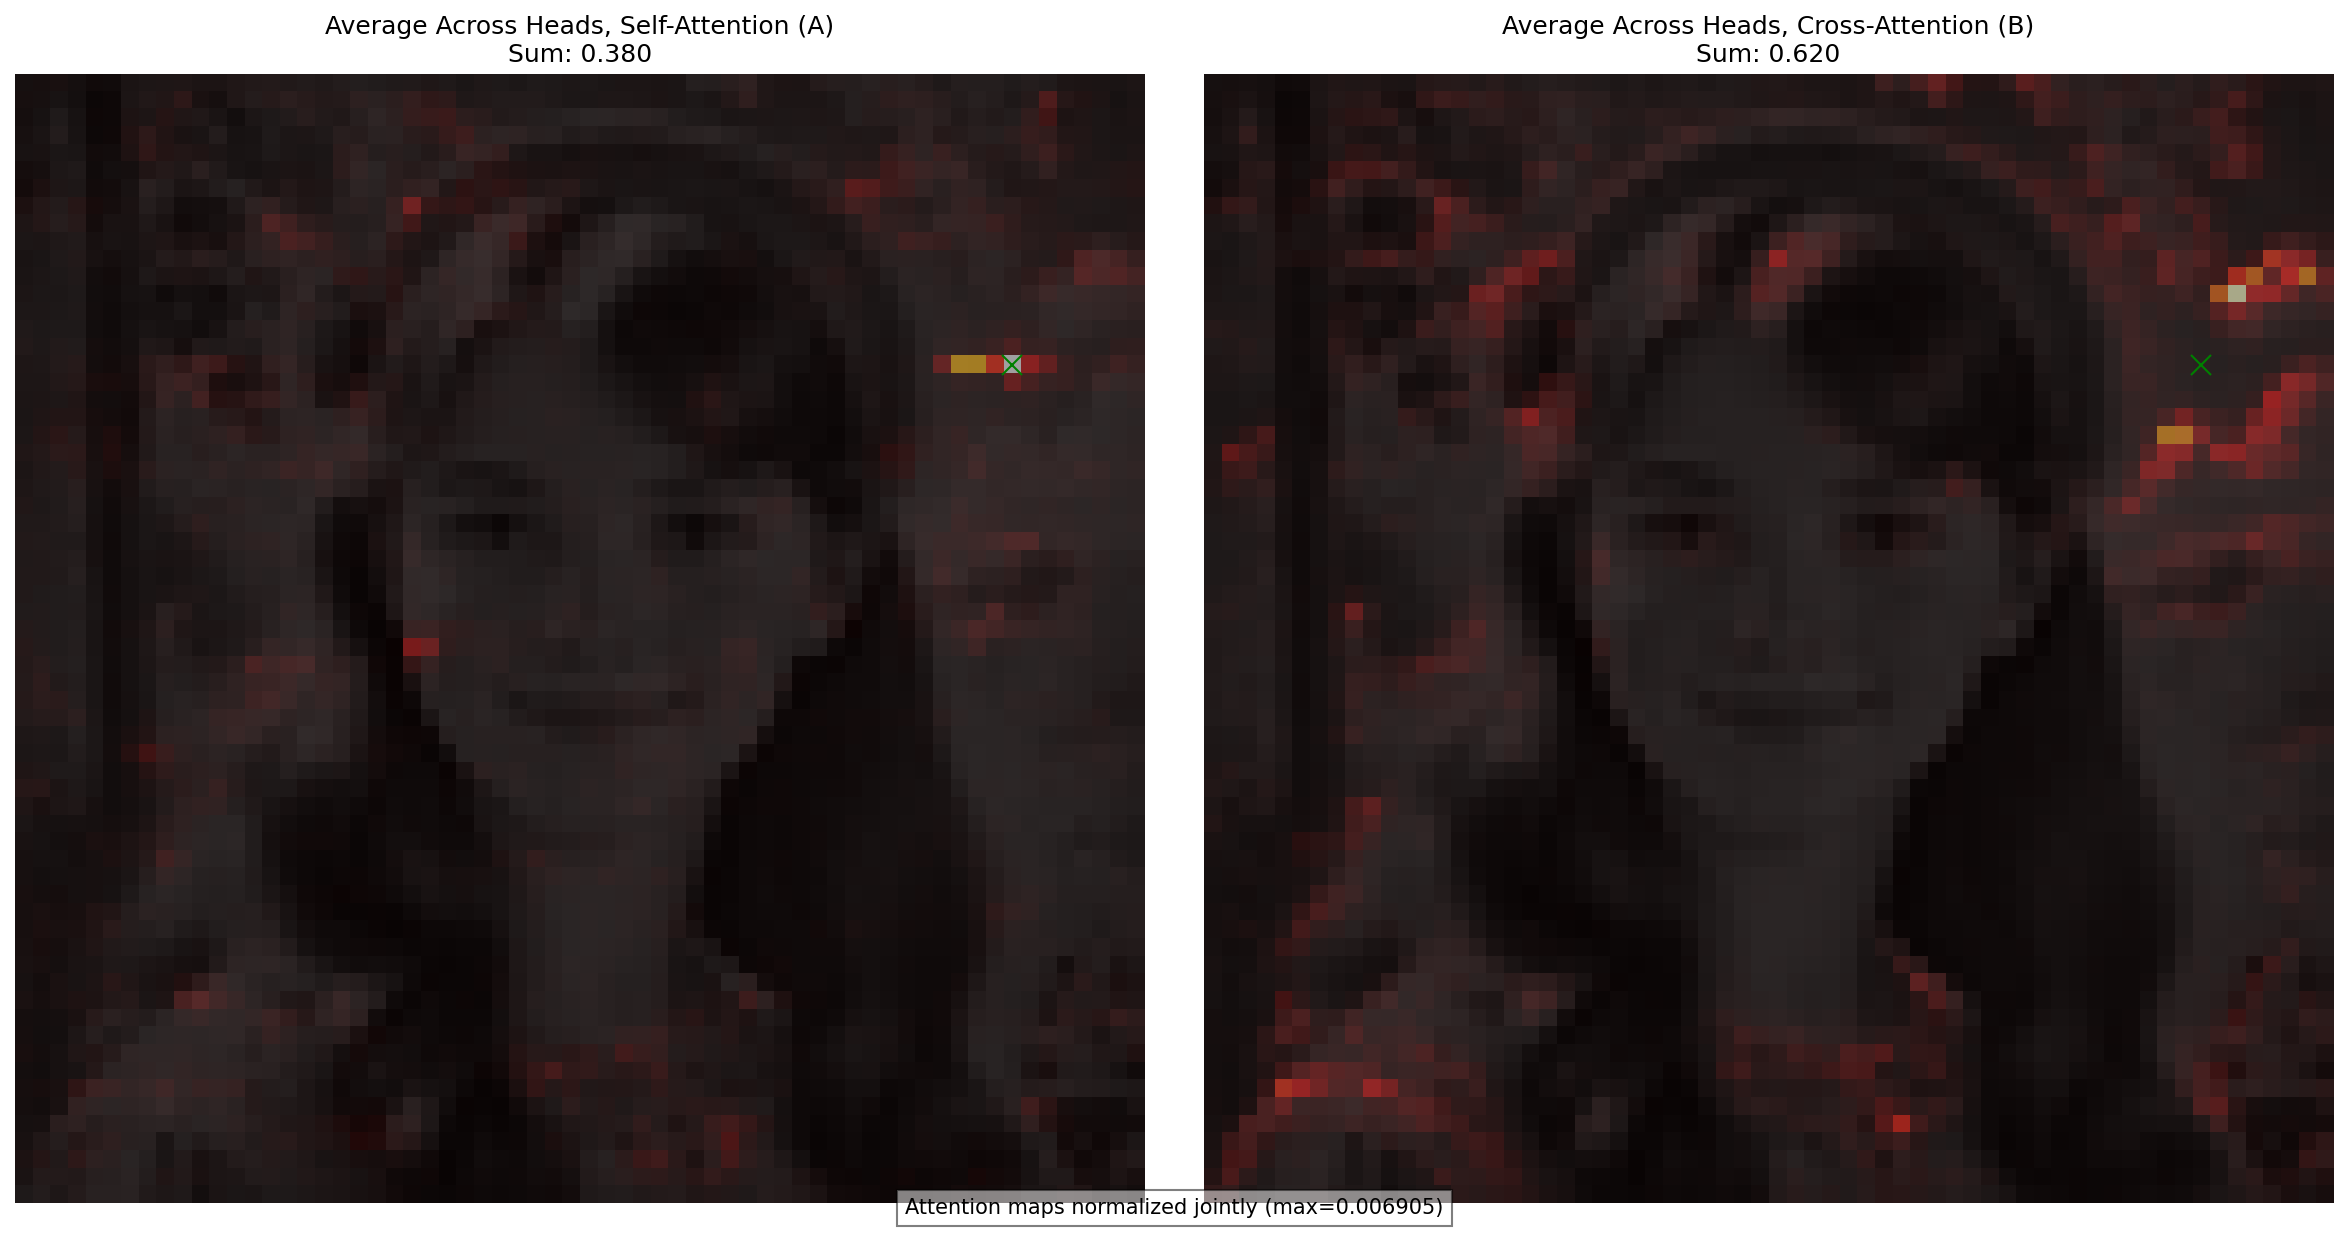 Average Across Heads, Self-Attention (A)
Sum: 0.380
Average Across Heads, Cross-Attention (B)
Sum: 0.620
Attention maps normalized jointly (max=0.006905)